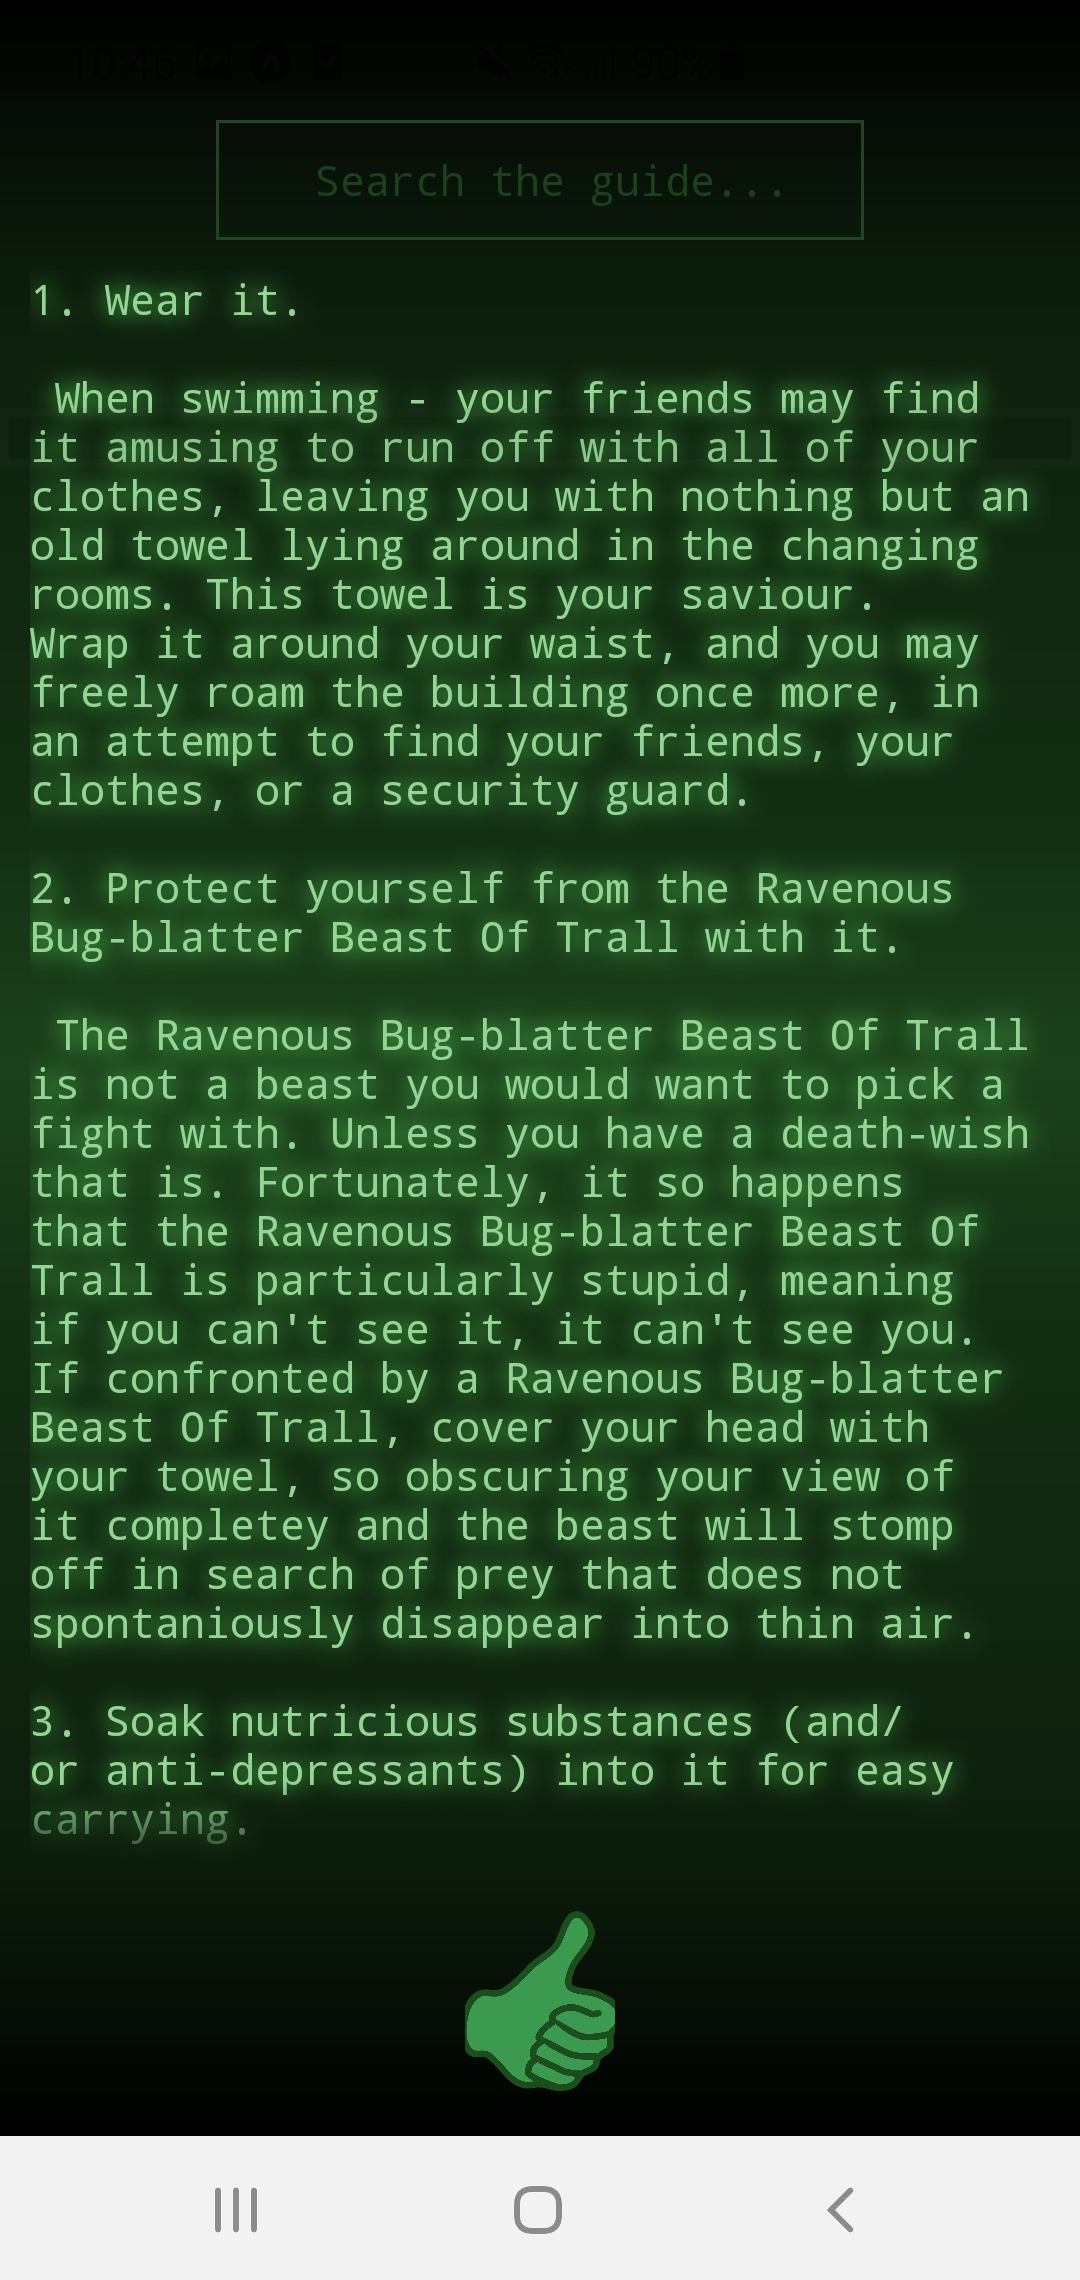 10:46 90%
Search the guide...
1. Wear it.
When swimming - your friends may find
it amusing to run off with all of your
clothes, leaving you with nothing but an
old towel lying around in the changing
rooms. This towel is your saviour.
Wrap it around your waist, and you may
freely roam the building once more, in
an attempt to find your friends, your
clothes, or a security guard.
2. Protect yourself from the Ravenous
Bug-blatter Beast Of Trall with it.
The Ravenous Bug-blatter Beast Of Trall
is not a beast you would want to pick a
fight with. Unless you have a death-wish
that is. Fortunately, it so happens
that the Ravenous Bug-blatter Beast Of
Trall is particularly stupid, meaning
if you can't see it, it can't see you.
If confronted by a Ravenous Bug-blatter
Beast Of Trall, cover your head with
your towel, so obscuring your view of
it completey and the beast will stomp
off in search of prey that does not
spontaniously disappear into thin air.
3. Soak nutricious substances (and/
or anti-depressants) into it for easy
carrying.